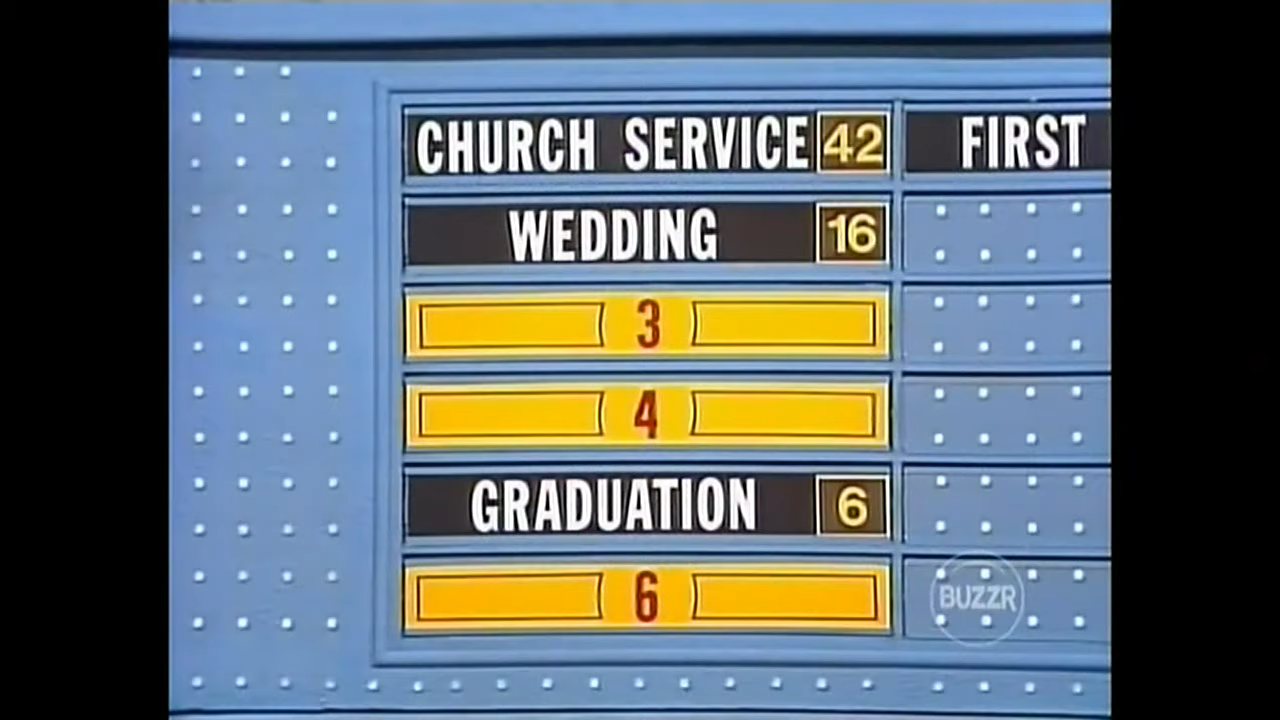 CHURCH SERVICE 42 FIRST
WEDDING 16
3
4
GRADUATION 6
6
BUZZR